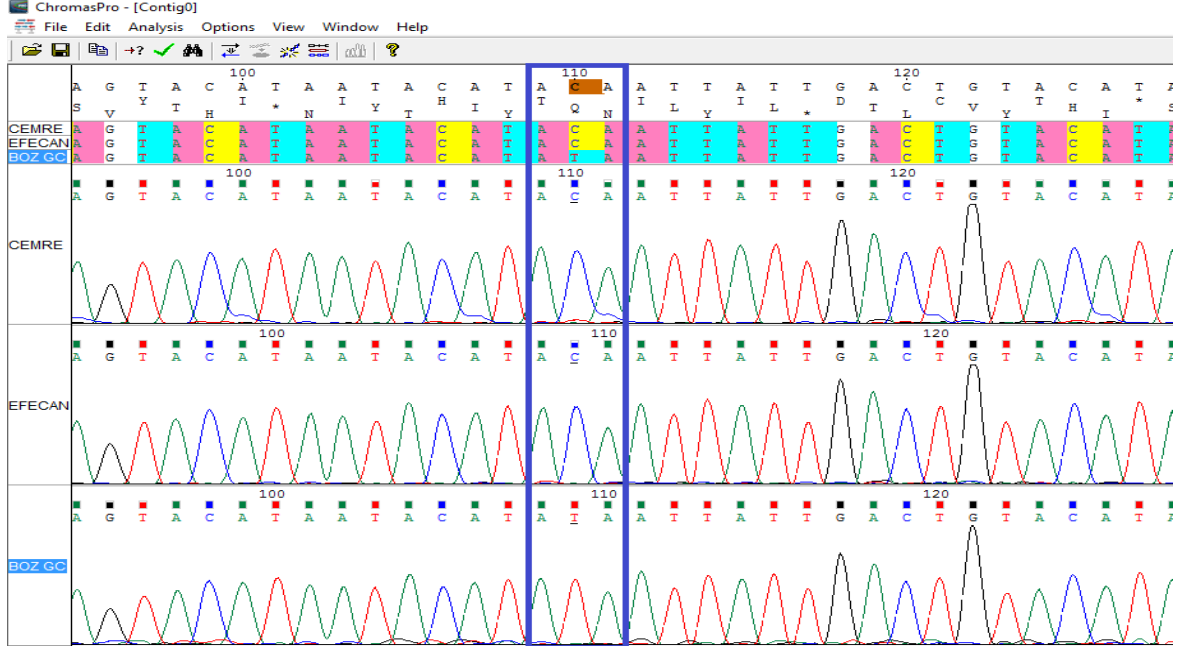 ChromasPro - [Contig0]
File Edit Analysis Options View Window Help
100 110 120
A G T A C A T A A T A C A T A C A A T T A T T G A C T G T A C A T A
Y I I H T I I D C T *
S T * Y I Q L L T V H S
V H N T Y N Y * L Y I
CEMRE A G T A C A T A A T A C A T A C A A T T A T T G A C T G T A C A T A
EFECAN A G T A C A T A A T A C A T A C A A T T A T T G A C T G T A C A T A
BOZ GC A G T A C A T A A T A C A T A T A A T T A T T G A C T G T A C A T A
100 110 120
A G T A C A T A A T A C A T A C A A T T A T T G A C T G T A C A T A
CEMRE
100 110 120
A G T A C A T A A T A C A T A C A A T T A T T G A C T G T A C A T A
EFECAN
100 110 120
A G T A C A T A A T A C A T A T A A T T A T T G A C T G T A C A T A
BOZ GC